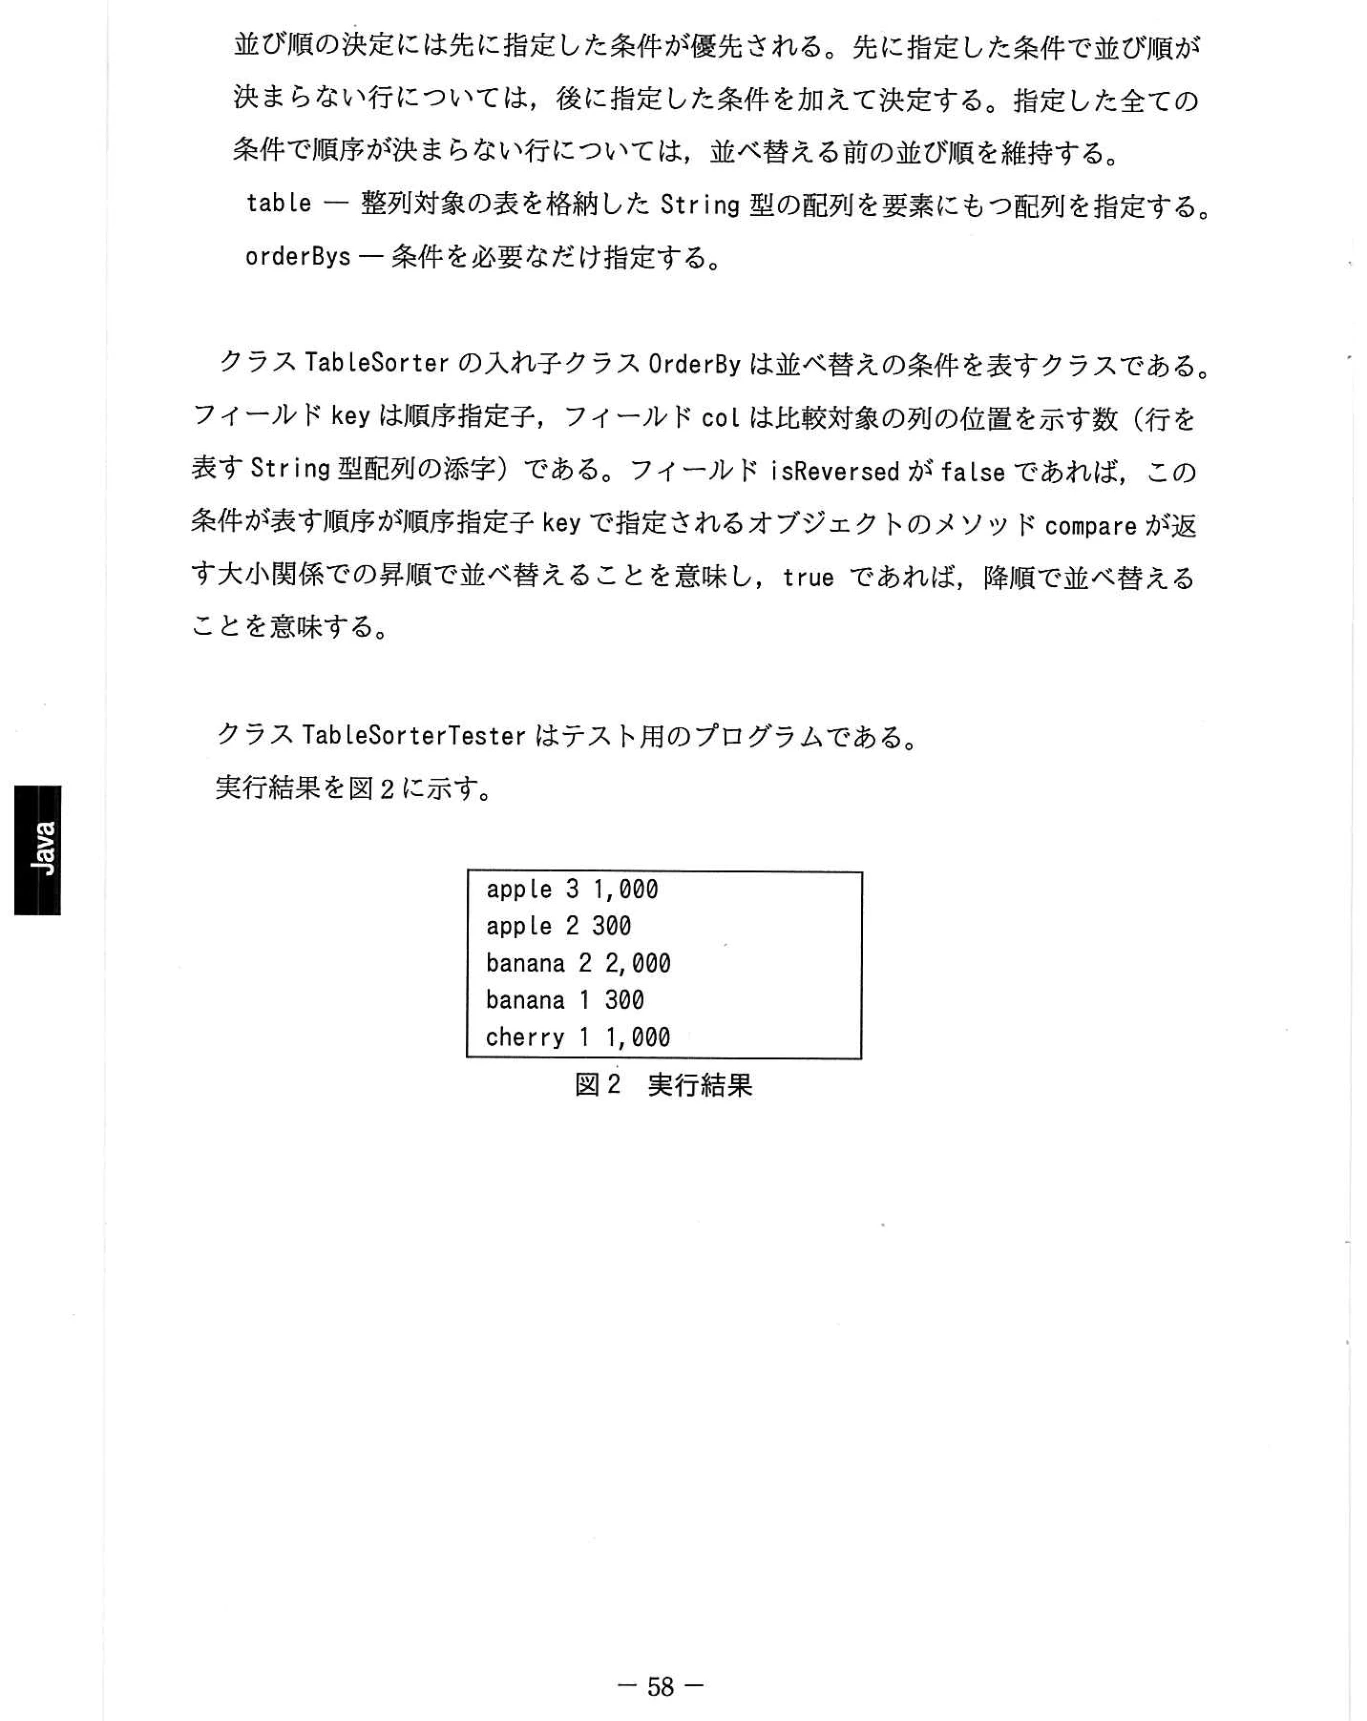 並び順の決定には先に指定した条件が優先される。先に指定した条件で並び順が
決まらない行については，後に指定した条件を加えて決定する。指定した全ての
条件で順序が決まらない行については，並べ替える前の並び順を維持する。
table ― 整列対象の表を格納した String 型の配列を要素にもつ配列を指定する。
orderBys ― 条件を必要なだけ指定する。
クラス TableSorter の入れ子クラス OrderBy は並べ替えの条件を表すクラスである。
フィールド key は順序指定子，フィールド col は比較対象の列の位置を示す数（行を
表す String 型配列の添字）である。フィールド isReversed が false であれば，この
条件が表す順序が順序指定子 key で指定されるオブジェクトのメソッド compare が返
す大小関係での昇順で並べ替えることを意味し，true であれば，降順で並べ替える
ことを意味する。
クラス TableSorterTester はテスト用のプログラムである。
実行結果を図 2 に示す。
Java
apple 3 1,000
apple 2 300
banana 2 2,000
banana 1 300
cherry 1 1,000
図 2　実行結果
― 58 ―